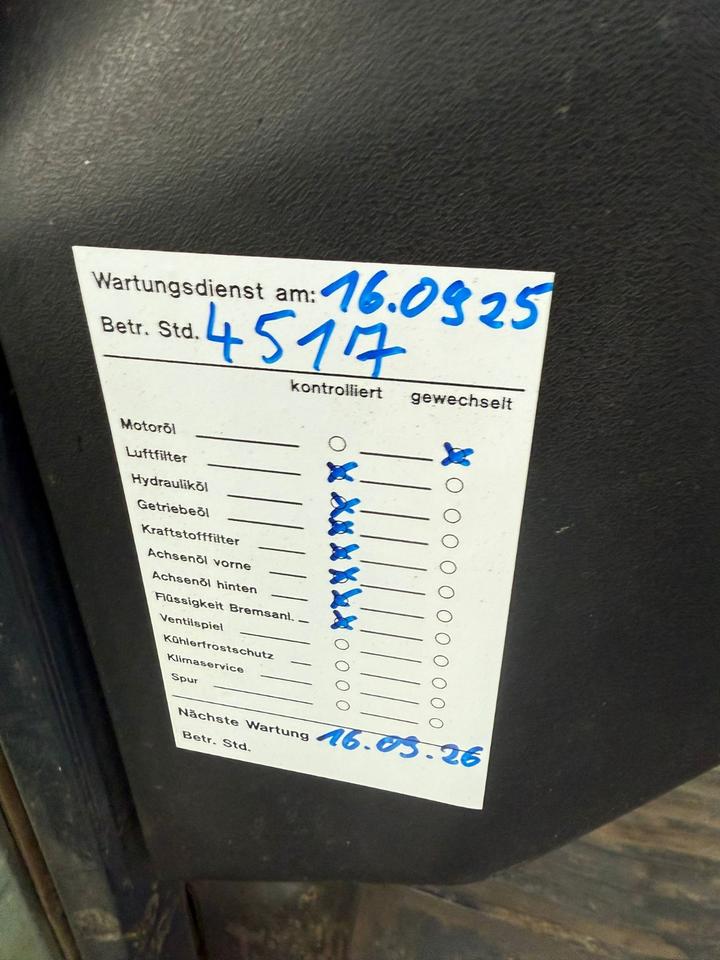 Wartungsdienst am: 16.09 25
Betr. Std. 4517
kontrolliert gewechselt
Motoröl
Luftfilter
Hydrauliköl
Getriebeöl
Kraftstofffilter
Achsenöl vorne
Achsenöl hinten
Flüssigkeit Bremsanl.
Ventilspiel
Kühlerfrostschutz
Klimaservice
Spur
Nächste Wartung 16.09.26
Betr. Std.